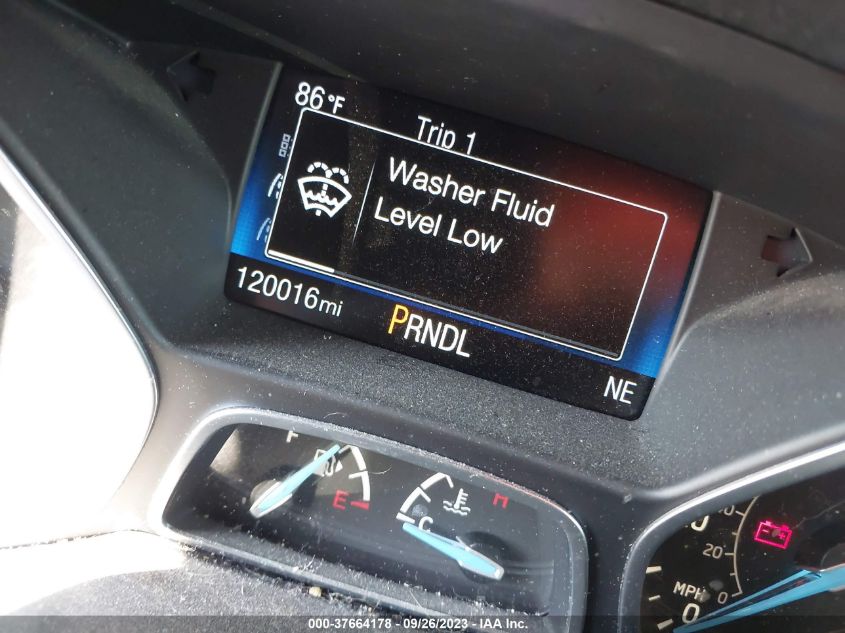 86°F
Trip 1
Washer Fluid
Level Low
120016mi
PRNDL
NE
F
E
C
H
20
0
MPH
0
000-37664178 - 09/26/2023 - IAA Inc.